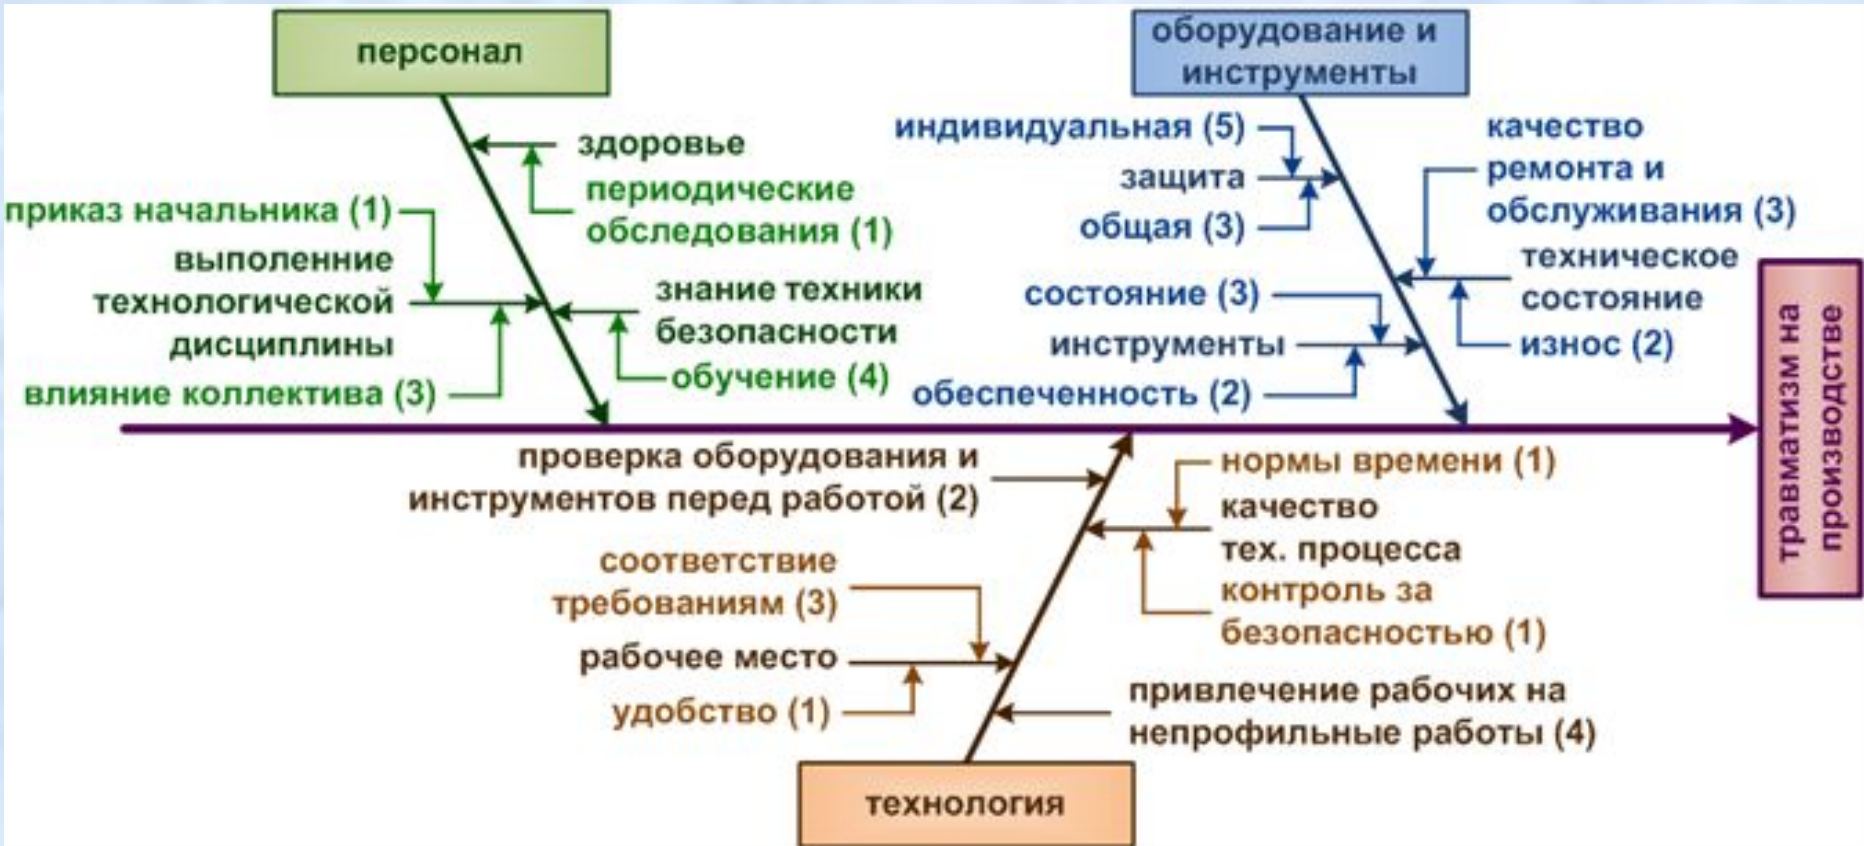 персонал
оборудование и
инструменты
здоровье
периодические
обследования (1)
приказ начальника (1)
выполенние
технологической
дисциплины
влияние коллектива (3)
знание техники
безопасности
обучение (4)
индивидуальная (5)
защита
общая (3)
качество
ремонта и
обслуживания (3)
техническое
состояние
износ (2)
состояние (3)
инструменты
обеспеченность (2)
травматизм на
производстве
проверка оборудования и
инструментов перед работой (2)
нормы времени (1)
качество
тех. процесса
контроль за
безопасностью (1)
соответствие
требованиям (3)
рабочее место
удобство (1)
привлечение рабочих на
непрофильные работы (4)
технология